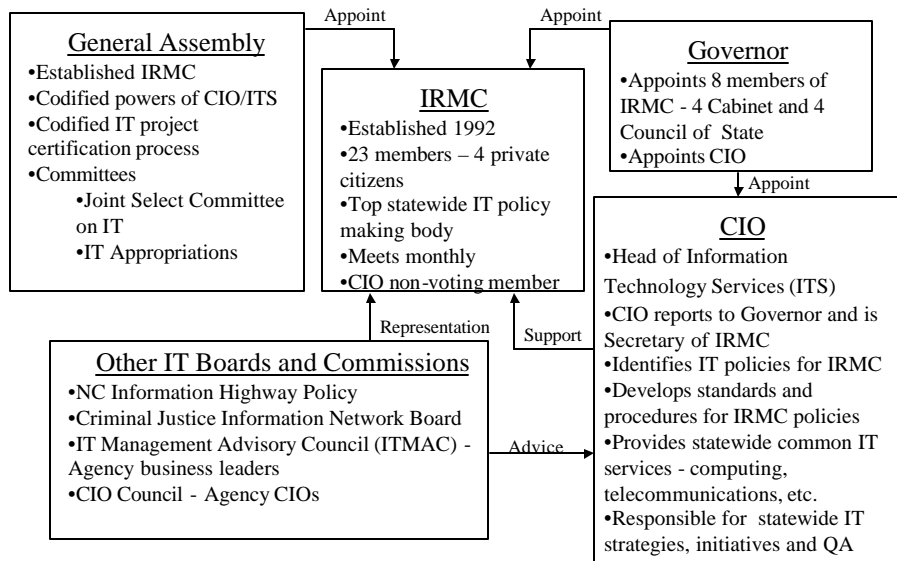 Appoint
Appoint
General Assembly
•Established IRMC
•Codified powers of CIO/ITS
•Codified IT project
certification process
•Committees
•Joint Select Committee
on IT
•IT Appropriations
IRMC
•Established 1992
•23 members – 4 private
citizens
•Top statewide IT policy
making body
•Meets monthly
•CIO non-voting member
Governor
•Appoints 8 members of
IRMC - 4 Cabinet and 4
Council of State
•Appoints CIO
Appoint
CIO
•Head of Information
Technology Services (ITS)
•CIO reports to Governor and is
Secretary of IRMC
•Identifies IT policies for IRMC
•Develops standards and
procedures for IRMC policies
•Provides statewide common IT
services - computing,
telecommunications, etc.
•Responsible for statewide IT
strategies, initiatives and QA
Representation
Support
Other IT Boards and Commissions
•NC Information Highway Policy
•Criminal Justice Information Network Board
•IT Management Advisory Council (ITMAC) -
Agency business leaders
•CIO Council - Agency CIOs
Advice